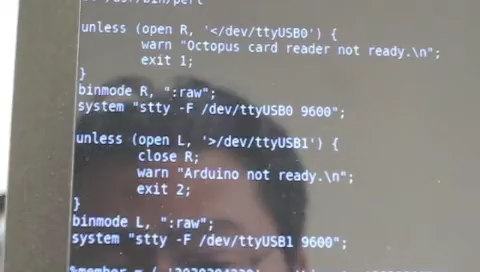 unless (open R, '</dev/ttyUSB0') {
warn "Octopus card reader not ready.\n";
exit 1;
}
binmode R, ":raw";
system "stty -F /dev/ttyUSB0 9600";
unless (open L, '>/dev/ttyUSB1') {
close R;
warn "Arduino not ready.\n";
exit 2;
}
binmode L, ":raw";
system "stty -F /dev/ttyUSB1 9600";
%member = (